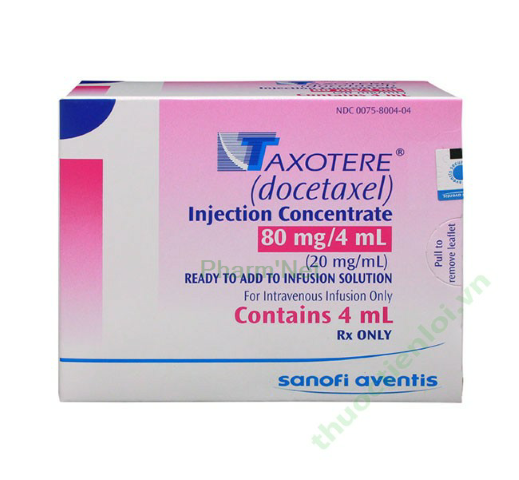 NDC 0075-8004-04
TAXOTERE®
(docetaxel)
Injection Concentrate
80 mg/4 mL
(20 mg/mL)
Pharm'Net
READY TO ADD TO INFUSION SOLUTION
For Intravenous Infusion Only
Contains 4 mL
Rx ONLY
sanofi aventis
Pull to
remove leaflet
thuoctienloi.vn